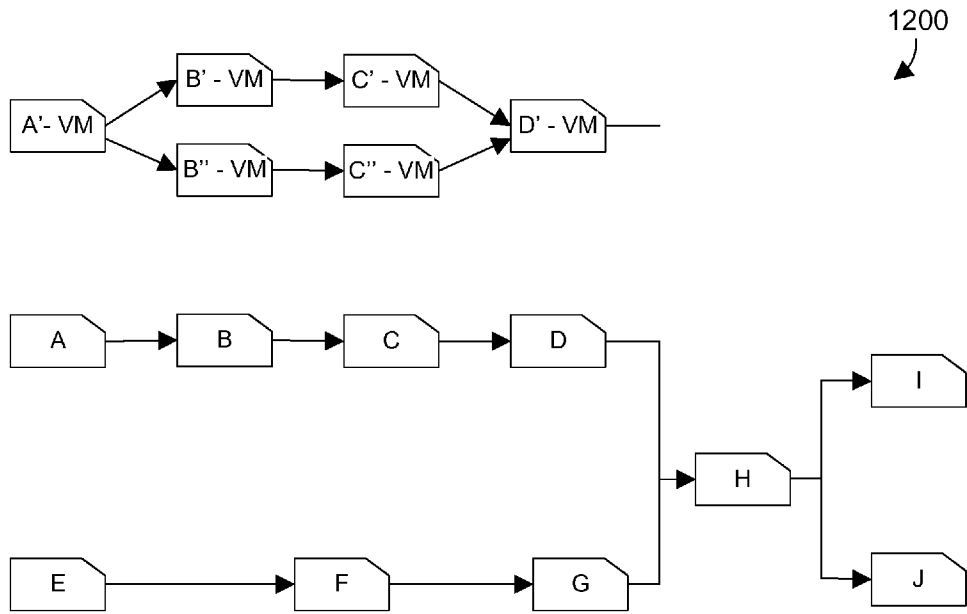 1200
B' - VM
C' - VM
A'- VM
D' - VM
B'' - VM
C'' - VM
A
B
C
D
I
H
E
F
G
J